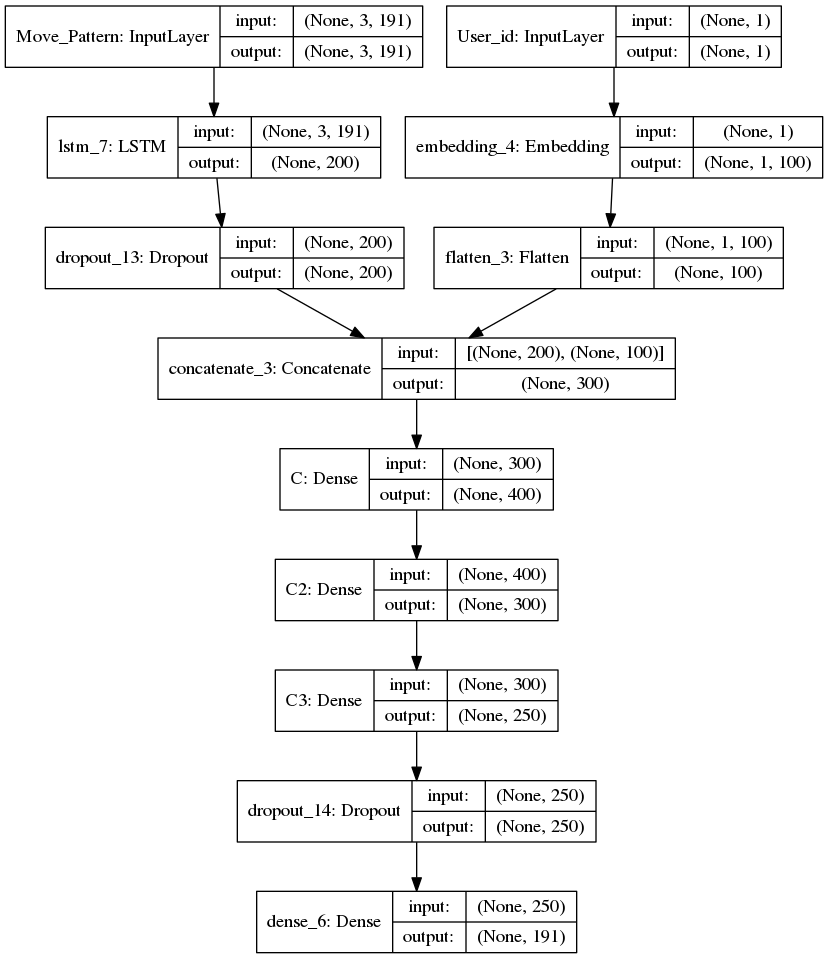 Move_Pattern: InputLayer
input: (None, 3, 191)
output: (None, 3, 191)
User_id: InputLayer
input: (None, 1)
output: (None, 1)
lstm_7: LSTM
input: (None, 3, 191)
output: (None, 200)
embedding_4: Embedding
input: (None, 1)
output: (None, 1, 100)
dropout_13: Dropout
input: (None, 200)
output: (None, 200)
flatten_3: Flatten
input: (None, 1, 100)
output: (None, 100)
concatenate_3: Concatenate
input: [(None, 200), (None, 100)]
output: (None, 300)
C: Dense
input: (None, 300)
output: (None, 400)
C2: Dense
input: (None, 400)
output: (None, 300)
C3: Dense
input: (None, 300)
output: (None, 250)
dropout_14: Dropout
input: (None, 250)
output: (None, 250)
dense_6: Dense
input: (None, 250)
output: (None, 191)